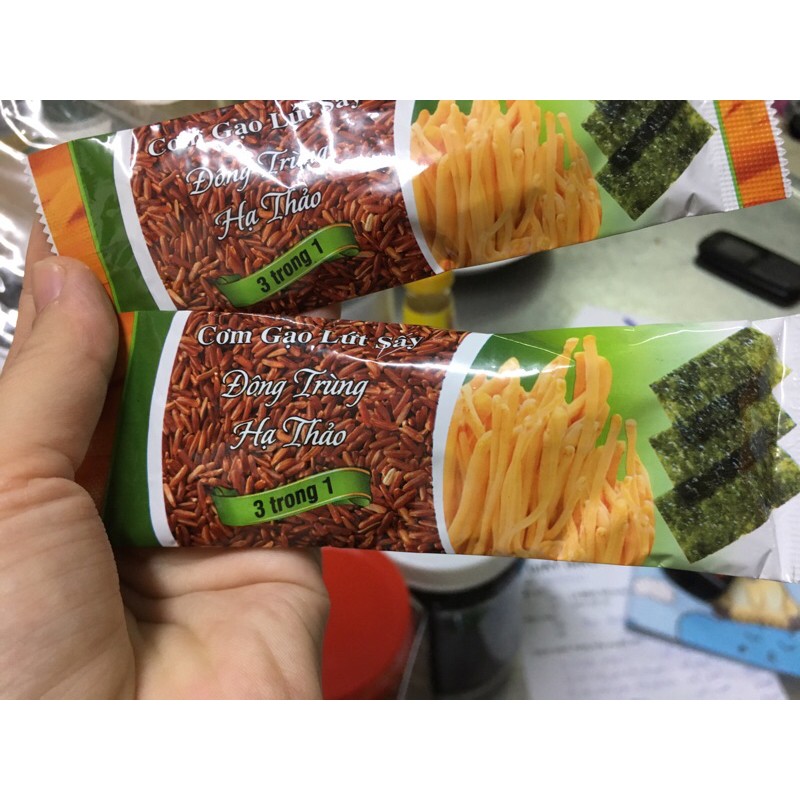 Cơm Gạo Lứt Sấy
Đông Trùng
Hạ Thảo
3 trong 1
Cơm Gạo Lứt Sấy
Đông Trùng
Hạ Thảo
3 trong 1